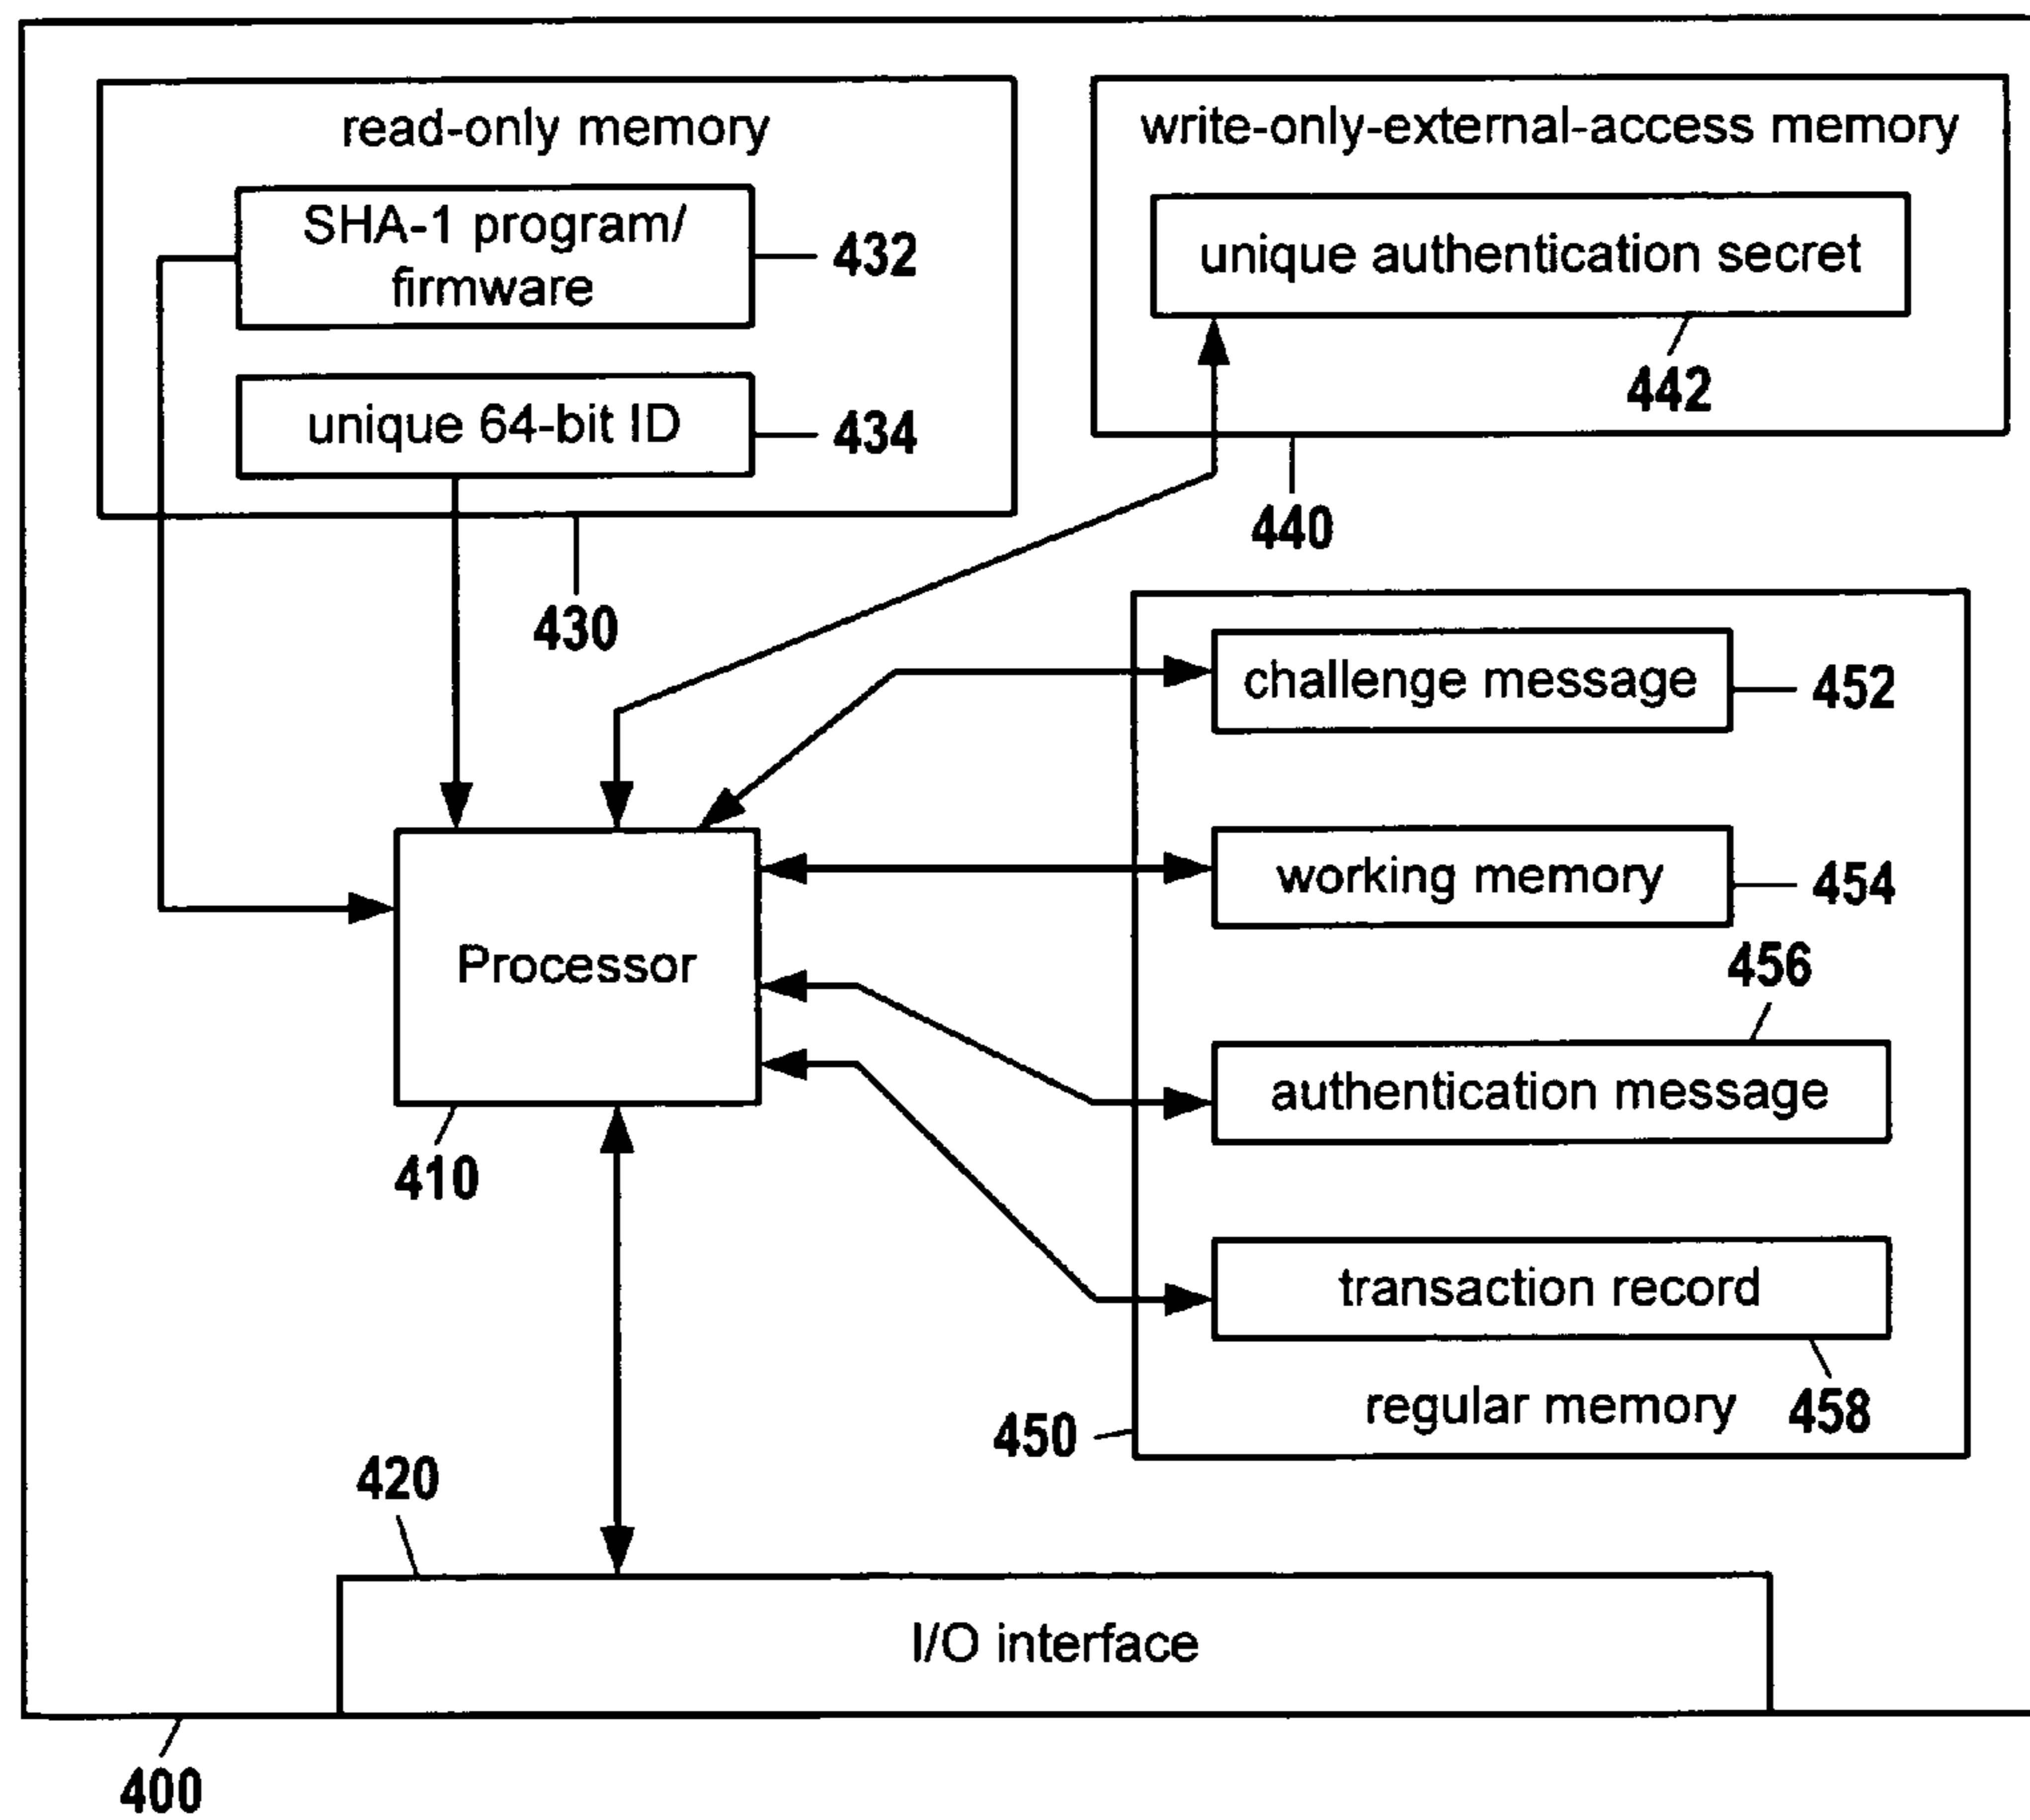 read-only memory
SHA-1 program/
firmware
432
unique 64-bit ID
434
430
write-only-external-access memory
unique authentication secret
442
440
challenge message
452
working memory
454
456
authentication message
transaction record
regular memory
458
450
Processor
410
420
I/O interface
400